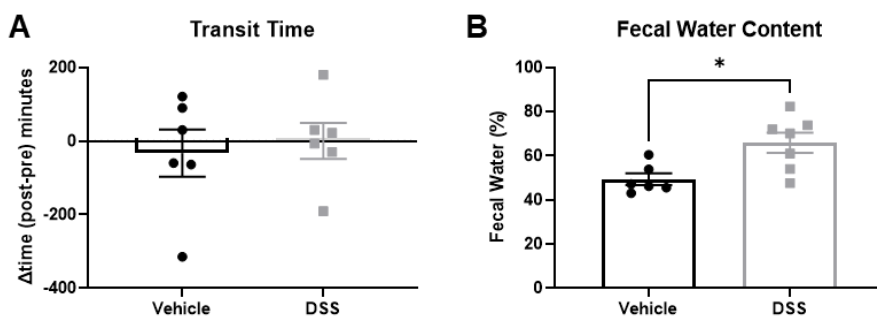 A
Transit Time
Δtime (post-pre) minutes
200
0
-200
-400
Vehicle
DSS
B
Fecal Water Content
Fecal Water (%)
100
80
60
40
20
0
*
Vehicle
DSS